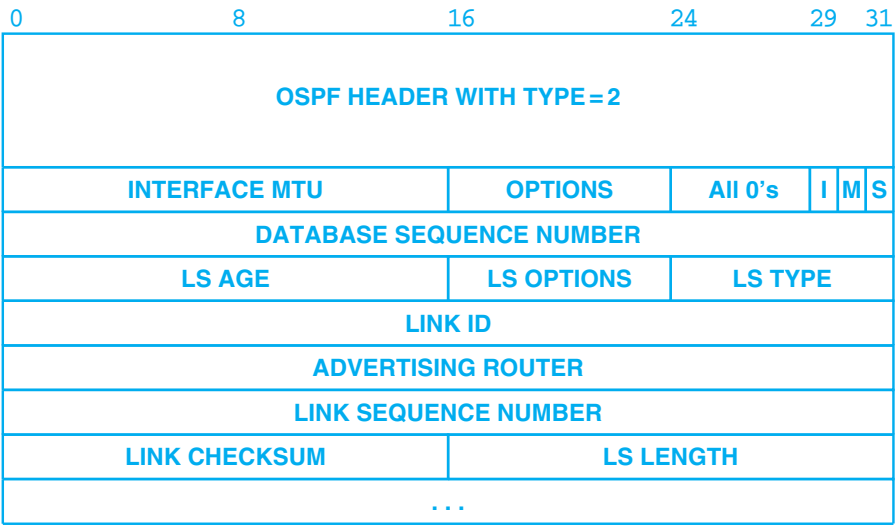 0 8 16 24 29 31
OSPF HEADER WITH TYPE=2
INTERFACE MTU OPTIONS All 0’s I M S
DATABASE SEQUENCE NUMBER
LS AGE LS OPTIONS LS TYPE
LINK ID
ADVERTISING ROUTER
LINK SEQUENCE NUMBER
LINK CHECKSUM LS LENGTH
. . .